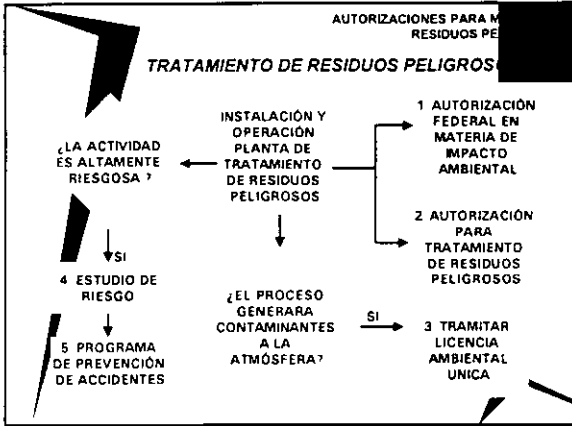 AUTORIZACIONES PARA
RESIDUOS
TRATAMIENTO DE RESIDUOS
¿LA ACTIVIDAD
ES ALTAMENTE
RIESGOSA ?
INSTALACIÓN Y
OPERACIÓN
PLANTA DE
TRATAMIENTO
DE RESIDUOS
PELIGROSOS
1 AUTORIZACIÓN
FEDERAL EN
MATERIA DE
IMPACTO
AMBIENTAL
2 AUTORIZACIÓN
PARA
TRATAMIENTO
DE RESIDUOS
PELIGROSOS
SI
4 ESTUDIO DE
RIESGO
5 PROGRAMA
DE PREVENCIÓN
DE ACCIDENTES
¿EL PROCESO
GENERARA
CONTAMINANTES
A LA
ATMÓSFERA?
SI
3 TRAMITAR
LICENCIA
AMBIENTAL
UNICA